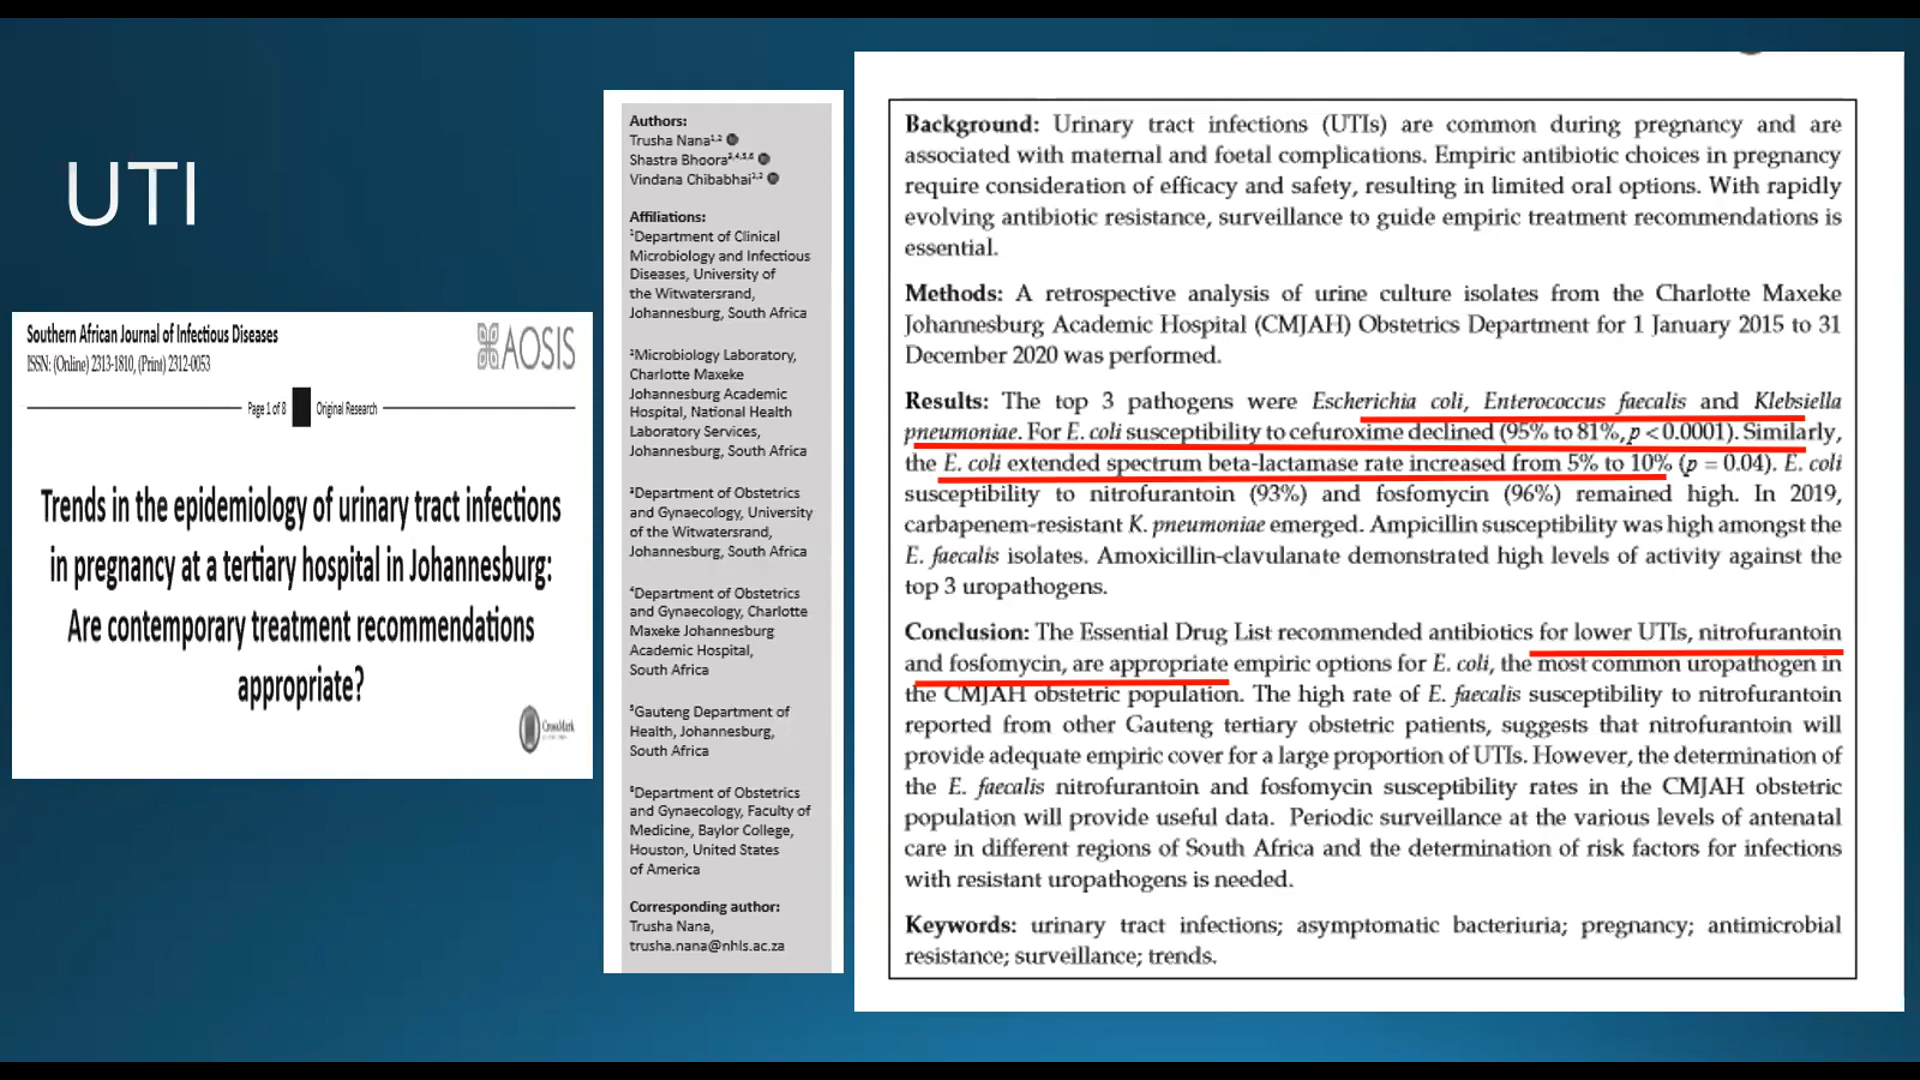 UTI
Southern African Journal of Infectious Diseases
ISSN: (Online) 2313-1810, (Print) 2312-0053
AOSIS
Page 1 of 8 Original Research
Trends in the epidemiology of urinary tract infections
in pregnancy at a tertiary hospital in Johannesburg:
Are contemporary treatment recommendations
appropriate?
CrossMark
Authors:
Trusha Nana¹,²
Shastra Bhoora³,⁴,⁵,⁶
Vindana Chibabhai¹,²
Affiliations:
¹Department of Clinical
Microbiology and Infectious
Diseases, University of
the Witwatersrand,
Johannesburg, South Africa
²Microbiology Laboratory,
Charlotte Maxeke
Johannesburg Academic
Hospital, National Health
Laboratory Services,
Johannesburg, South Africa
³Department of Obstetrics
and Gynaecology, University
of the Witwatersrand,
Johannesburg, South Africa
⁴Department of Obstetrics
and Gynaecology, Charlotte
Maxeke Johannesburg
Academic Hospital,
South Africa
⁵Gauteng Department of
Health, Johannesburg,
South Africa
⁶Department of Obstetrics
and Gynaecology, Faculty of
Medicine, Baylor College,
Houston, United States
of America
Corresponding author:
Trusha Nana,
trusha.nana@nhls.ac.za
Background: Urinary tract infections (UTIs) are common during pregnancy and are
associated with maternal and foetal complications. Empiric antibiotic choices in pregnancy
require consideration of efficacy and safety, resulting in limited oral options. With rapidly
evolving antibiotic resistance, surveillance to guide empiric treatment recommendations is
essential.
Methods: A retrospective analysis of urine culture isolates from the Charlotte Maxeke
Johannesburg Academic Hospital (CMJAH) Obstetrics Department for 1 January 2015 to 31
December 2020 was performed.
Results: The top 3 pathogens were Escherichia coli, Enterococcus faecalis and Klebsiella
pneumoniae. For E. coli susceptibility to cefuroxime declined (95% to 81%, p < 0.0001). Similarly,
the E. coli extended spectrum beta-lactamase rate increased from 5% to 10% (p = 0.04). E. coli
susceptibility to nitrofurantoin (93%) and fosfomycin (96%) remained high. In 2019,
carbapenem-resistant K. pneumoniae emerged. Ampicillin susceptibility was high amongst the
E. faecalis isolates. Amoxicillin-clavulanate demonstrated high levels of activity against the
top 3 uropathogens.
Conclusion: The Essential Drug List recommended antibiotics for lower UTIs, nitrofurantoin
and fosfomycin, are appropriate empiric options for E. coli, the most common uropathogen in
the CMJAH obstetric population. The high rate of E. faecalis susceptibility to nitrofurantoin
reported from other Gauteng tertiary obstetric patients, suggests that nitrofurantoin will
provide adequate empiric cover for a large proportion of UTIs. However, the determination of
the E. faecalis nitrofurantoin and fosfomycin susceptibility rates in the CMJAH obstetric
population will provide useful data. Periodic surveillance at the various levels of antenatal
care in different regions of South Africa and the determination of risk factors for infections
with resistant uropathogens is needed.
Keywords: urinary tract infections; asymptomatic bacteriuria; pregnancy; antimicrobial
resistance; surveillance; trends.